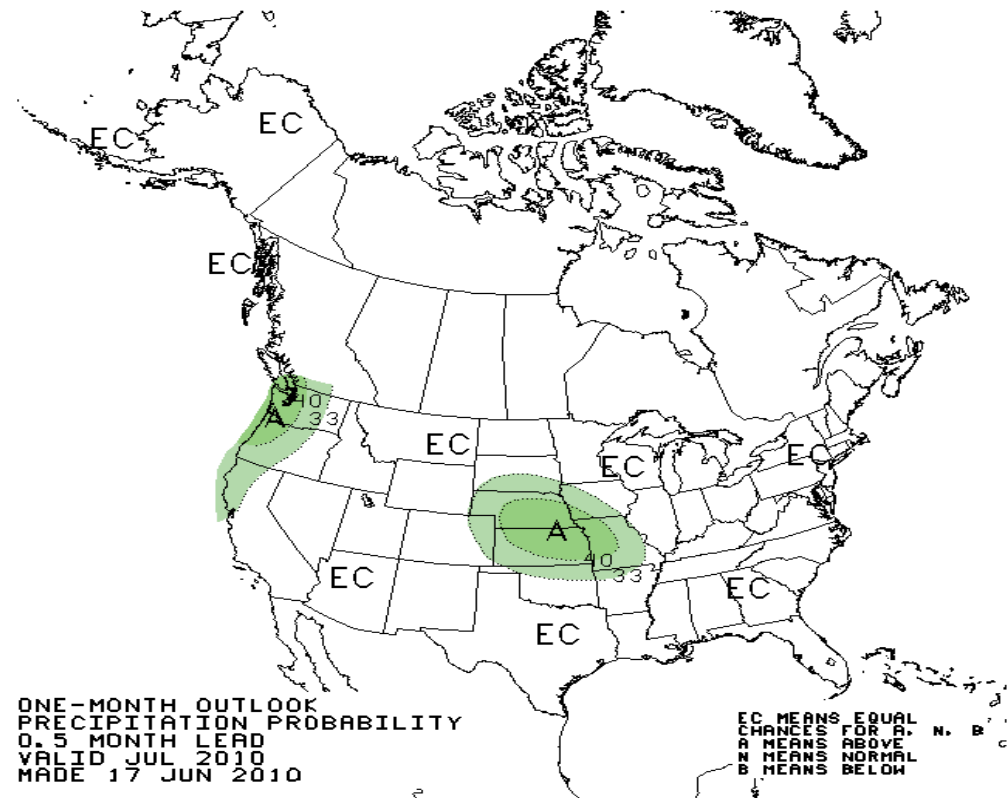 EC
EC
EC
40
A
33
EC
EC
EC
A
40
33
EC
EC
EC
ONE-MONTH OUTLOOK
PRECIPITATION PROBABILITY
0.5 MONTH LEAD
VALID JUL 2010
MADE 17 JUN 2010
EC MEANS EQUAL
CHANCES FOR A, N, B
A MEANS ABOVE
N MEANS NORMAL
B MEANS BELOW